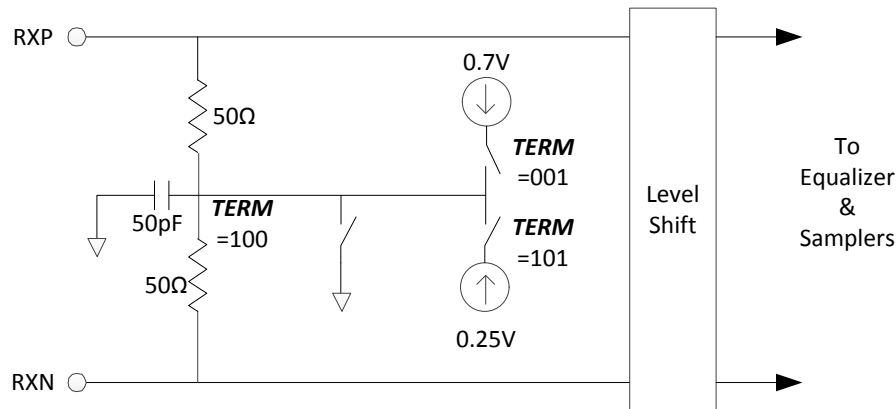 RXP
50Ω
0.7V
TERM
=001
50pF
TERM
=100
TERM
=101
50Ω
0.25V
Level
Shift
To
Equalizer
&
Samplers
RXN